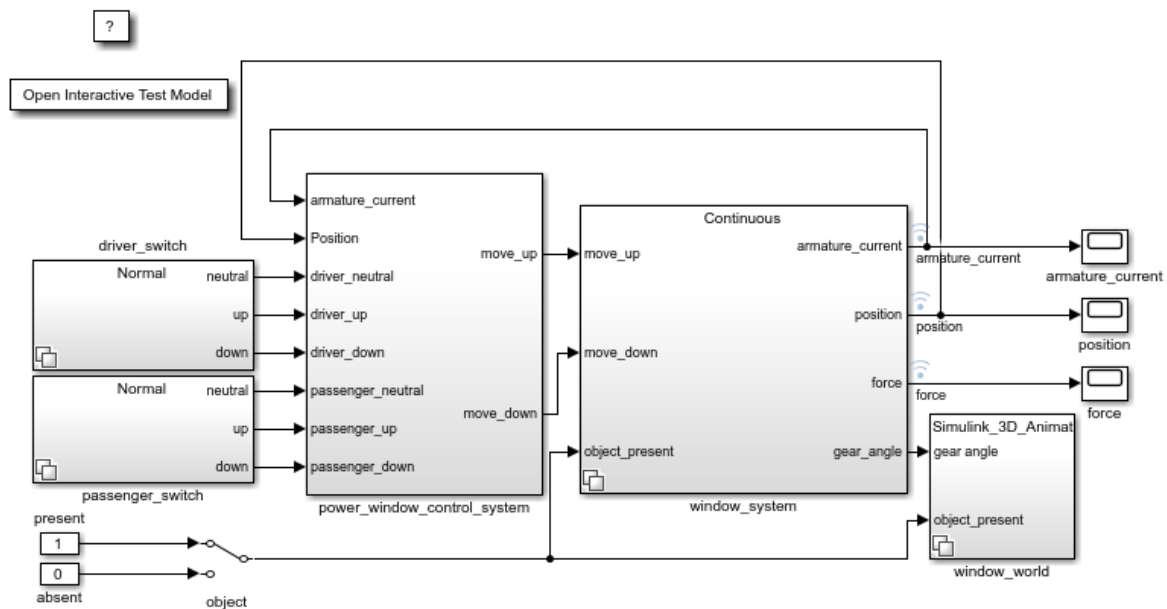 ?
Open Interactive Test Model
driver_switch
Normal
neutral
up
down
Normal
neutral
up
down
passenger_switch
present
1
0
absent
object
armature_current
Position
driver_neutral
driver_up
driver_down
passenger_neutral
passenger_up
passenger_down
move_up
move_down
power_window_control_system
Continuous
move_up
move_down
object_present
armature_current
position
force
gear_angle
window_system
armature_current
position
force
armature_current
position
force
Simulink_3D_Animat
gear angle
object_present
window_world